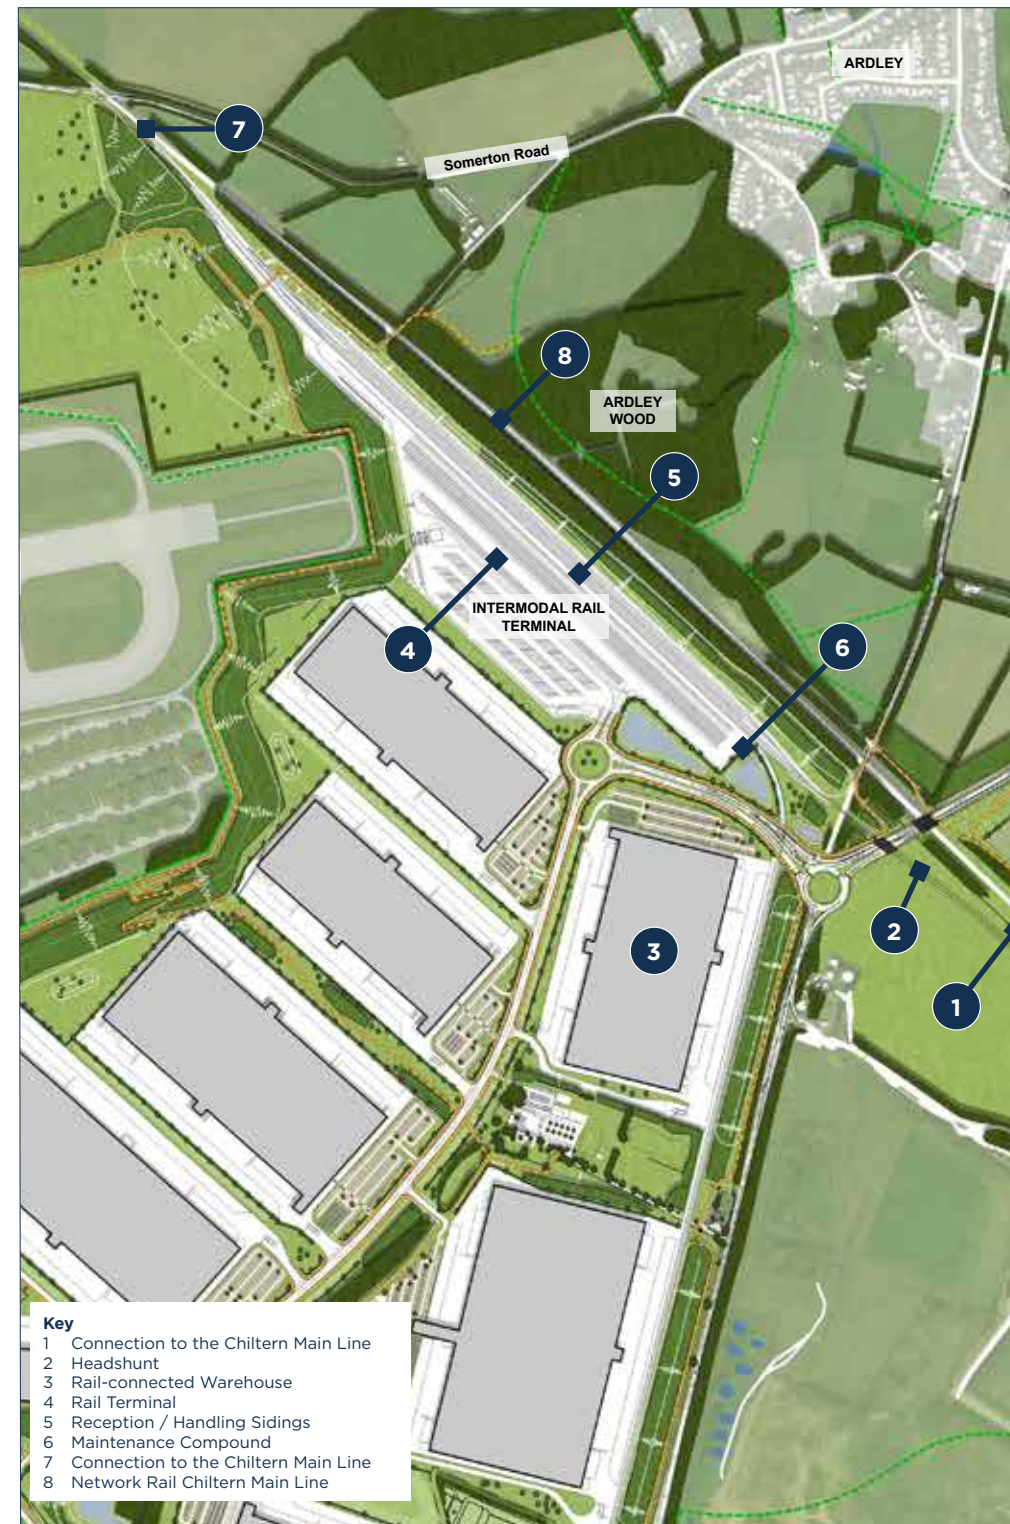 ARDLEY
7
Somerton Road
8
ARDLEY
WOOD
5
INTERMODAL RAIL
TERMINAL
4
6
2
3
1
Key
1 Connection to the Chiltern Main Line
2 Headshunt
3 Rail-connected Warehouse
4 Rail Terminal
5 Reception / Handling Sidings
6 Maintenance Compound
7 Connection to the Chiltern Main Line
8 Network Rail Chiltern Main Line